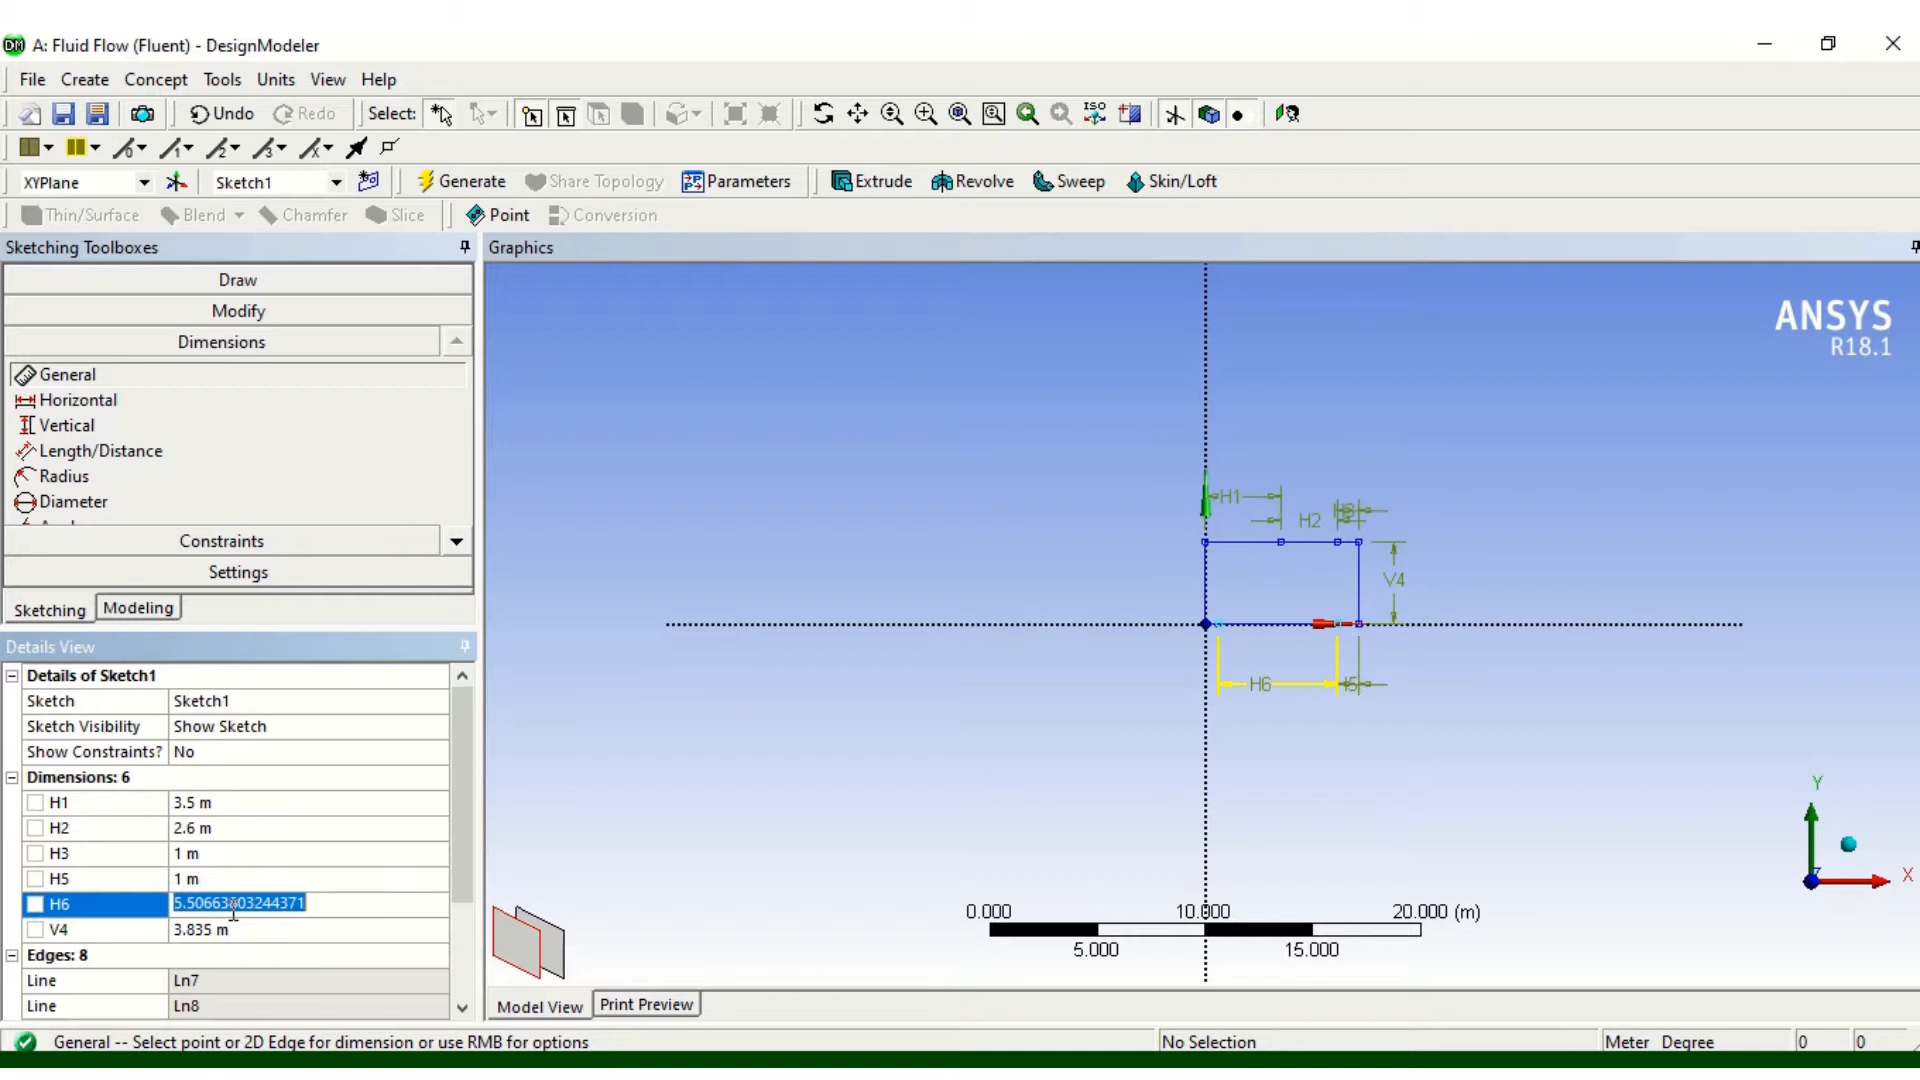 A: Fluid Flow (Fluent) - DesignModeler
File Create Concept Tools Units View Help
Undo Redo Select: ISO
XYPlane Sketch1 Generate Share Topology Parameters Extrude Revolve Sweep Skin/Loft
Thin/Surface Blend Chamfer Slice Point Conversion
Sketching Toolboxes
Draw
Modify
Dimensions
General
Horizontal
Vertical
Length/Distance
Radius
Diameter
Constraints
Settings
Sketching Modeling
Details View
Details of Sketch1
Sketch Sketch1
Sketch Visibility Show Sketch
Show Constraints? No
Dimensions: 6
H1 3.5 m
H2 2.6 m
H3 1 m
H5 1 m
H6
V4 3.835 m
Edges: 8
Line Ln7
Line Ln8
Graphics
ANSYS
R18.1
H1
H2
V4
H6
Y
X
0.000 10.000 20.000 (m)
5.000 15.000
Model View Print Preview
General -- Select point or 2D Edge for dimension or use RMB for options No Selection Meter Degree 0 0